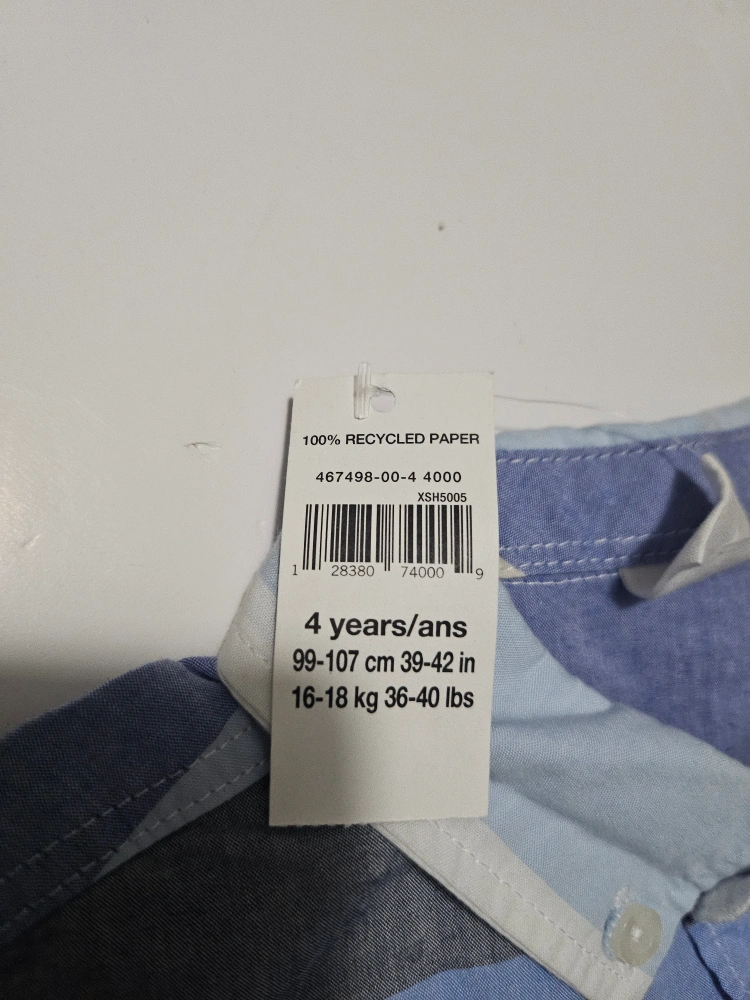 100% RECYCLED PAPER
467498-00-4 4000
XSH5005
1 28380 74000 9
4 years/ans
99-107 cm 39-42 in
16-18 kg 36-40 lbs